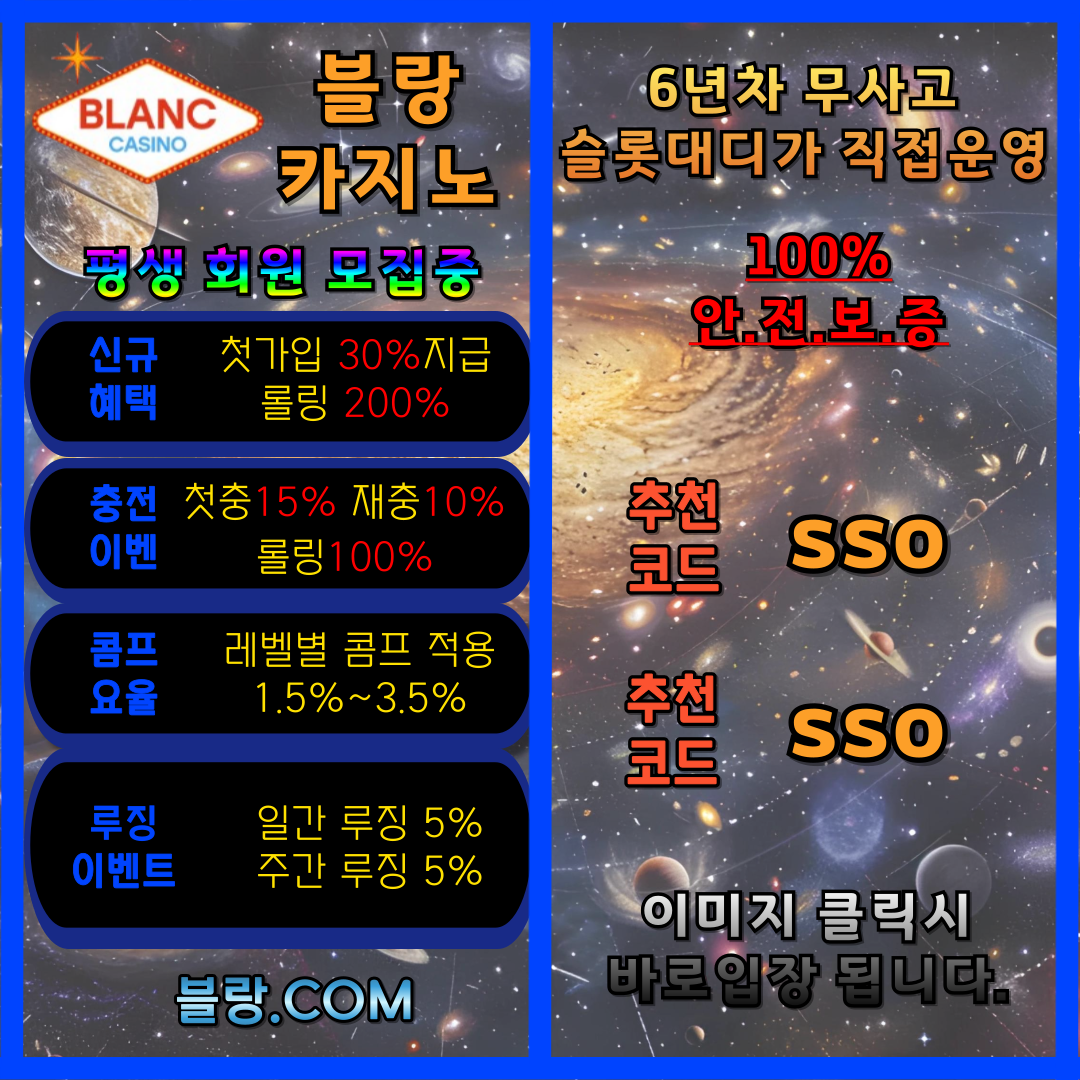 BLANC
CASINO
블랑
카지노
평생 회원 모집중
신규
혜택
첫가입 30%지급
롤링 200%
충전
이벤
첫충15% 재충10%
롤링100%
콤프
요율
레벨별 콤프 적용
1.5%~3.5%
루징
이벤트
일간 루징 5%
주간 루징 5%
블랑.COM
6년차 무사고
슬롯대디가 직접운영
100%
안.전.보.증
추천
코드
SSO
추천
코드
SSO
이미지 클릭시
바로입장 됩니다.